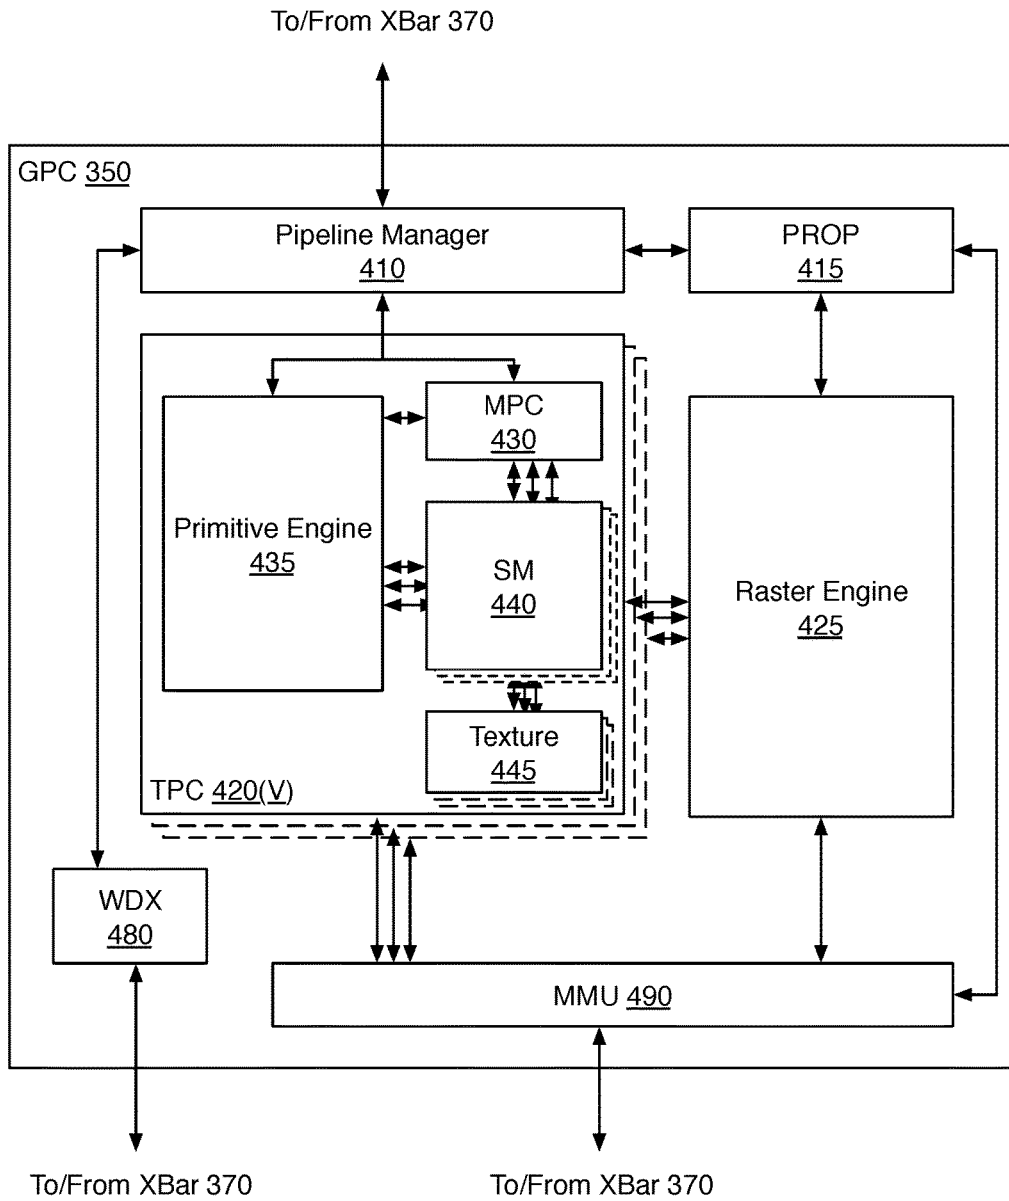 To/From XBar 370
GPC 350
Pipeline Manager
410
PROP
415
MPC
430
Primitive Engine
435
SM
440
Raster Engine
425
Texture
445
TPC 420(V)
WDX
480
MMU 490
To/From XBar 370
To/From XBar 370